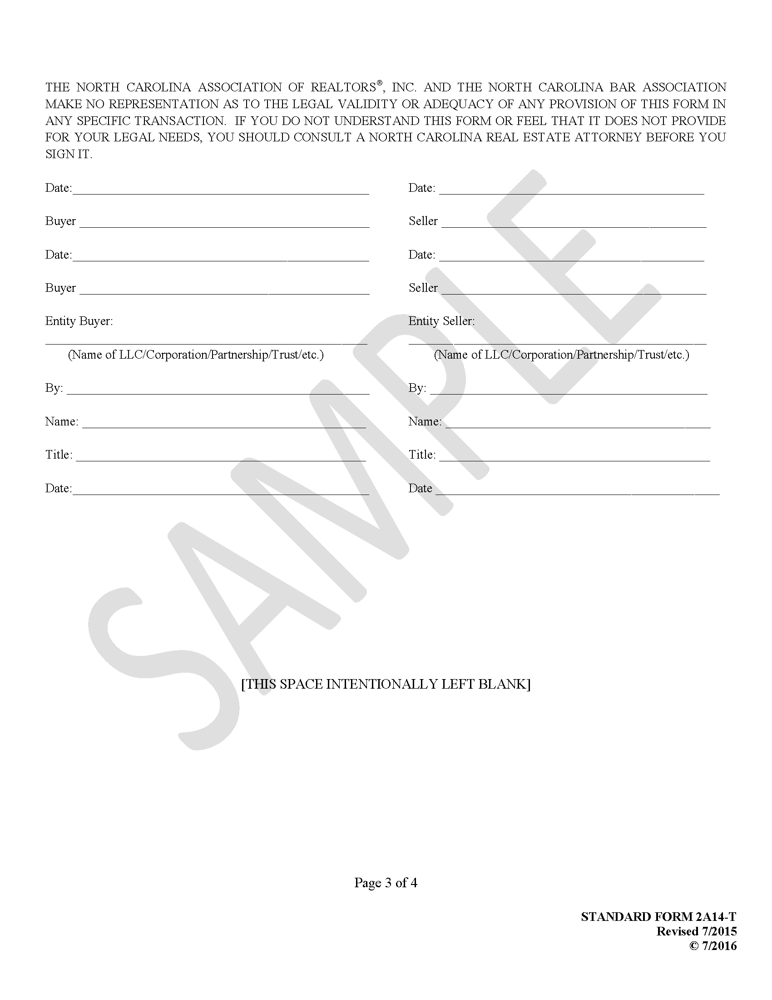 THE NORTH CAROLINA ASSOCIATION OF REALTORS®, INC. AND THE NORTH CAROLINA BAR ASSOCIATION
MAKE NO REPRESENTATION AS TO THE LEGAL VALIDITY OR ADEQUACY OF ANY PROVISION OF THIS FORM IN
ANY SPECIFIC TRANSACTION. IF YOU DO NOT UNDERSTAND THIS FORM OR FEEL THAT IT DOES NOT PROVIDE
FOR YOUR LEGAL NEEDS, YOU SHOULD CONSULT A NORTH CAROLINA REAL ESTATE ATTORNEY BEFORE YOU
SIGN IT.
Date: Date:
Buyer Seller
Date: Date:
Buyer Seller
Entity Buyer: Entity Seller:
(Name of LLC/Corporation/Partnership/Trust/etc.) (Name of LLC/Corporation/Partnership/Trust/etc.)
By: By:
Name: Name:
Title: Title:
Date: Date
SAMPLE
[THIS SPACE INTENTIONALLY LEFT BLANK]
Page 3 of 4
STANDARD FORM 2A14-T
Revised 7/2015
© 7/2016